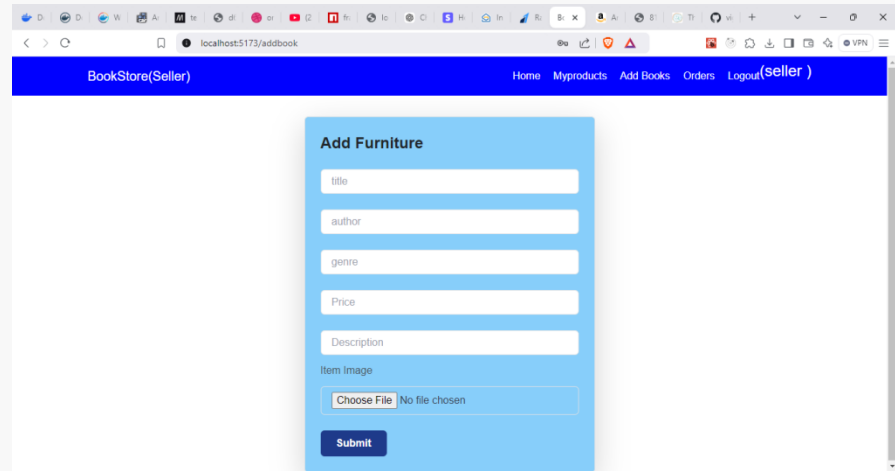 localhost:5173/addbook
VPN
BookStore(Seller)
Home Myproducts Add Books Orders Logout(seller )
Add Furniture
title
author
genre
Price
Description
Item Image
Choose File No file chosen
Submit